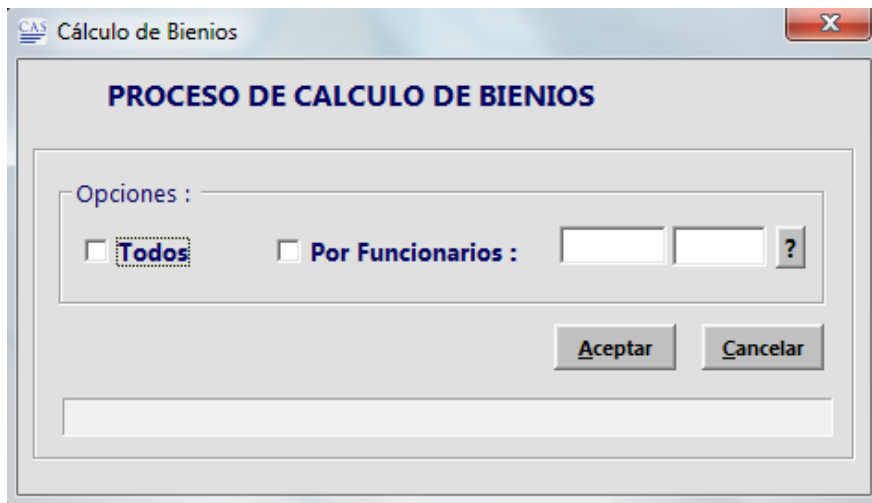 CAS Cálculo de Bienios
X
PROCESO DE CALCULO DE BIENIOS
Opciones :
Todos Por Funcionarios : ?
Aceptar Cancelar